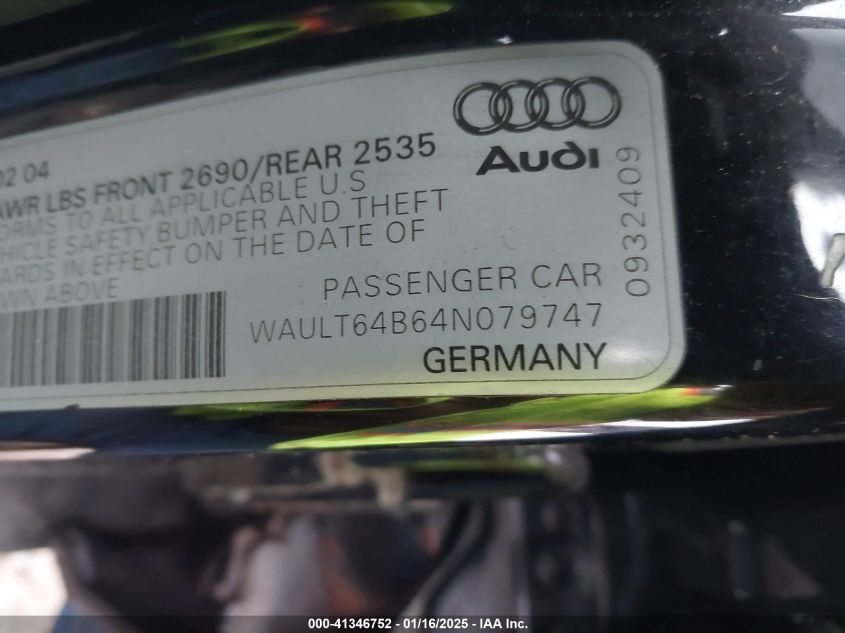 02 04
AWR LBS FRONT 2690/REAR 2535
ORMS TO ALL APPLICABLE U.S
HICLE SAFETY BUMPER AND THEFT
ARDS IN EFFECT ON THE DATE OF
WN ABOVE
Audi
0932409
PASSENGER CAR
WAULT64B64N079747
GERMANY
000-41346752 - 01/16/2025 - IAA Inc.